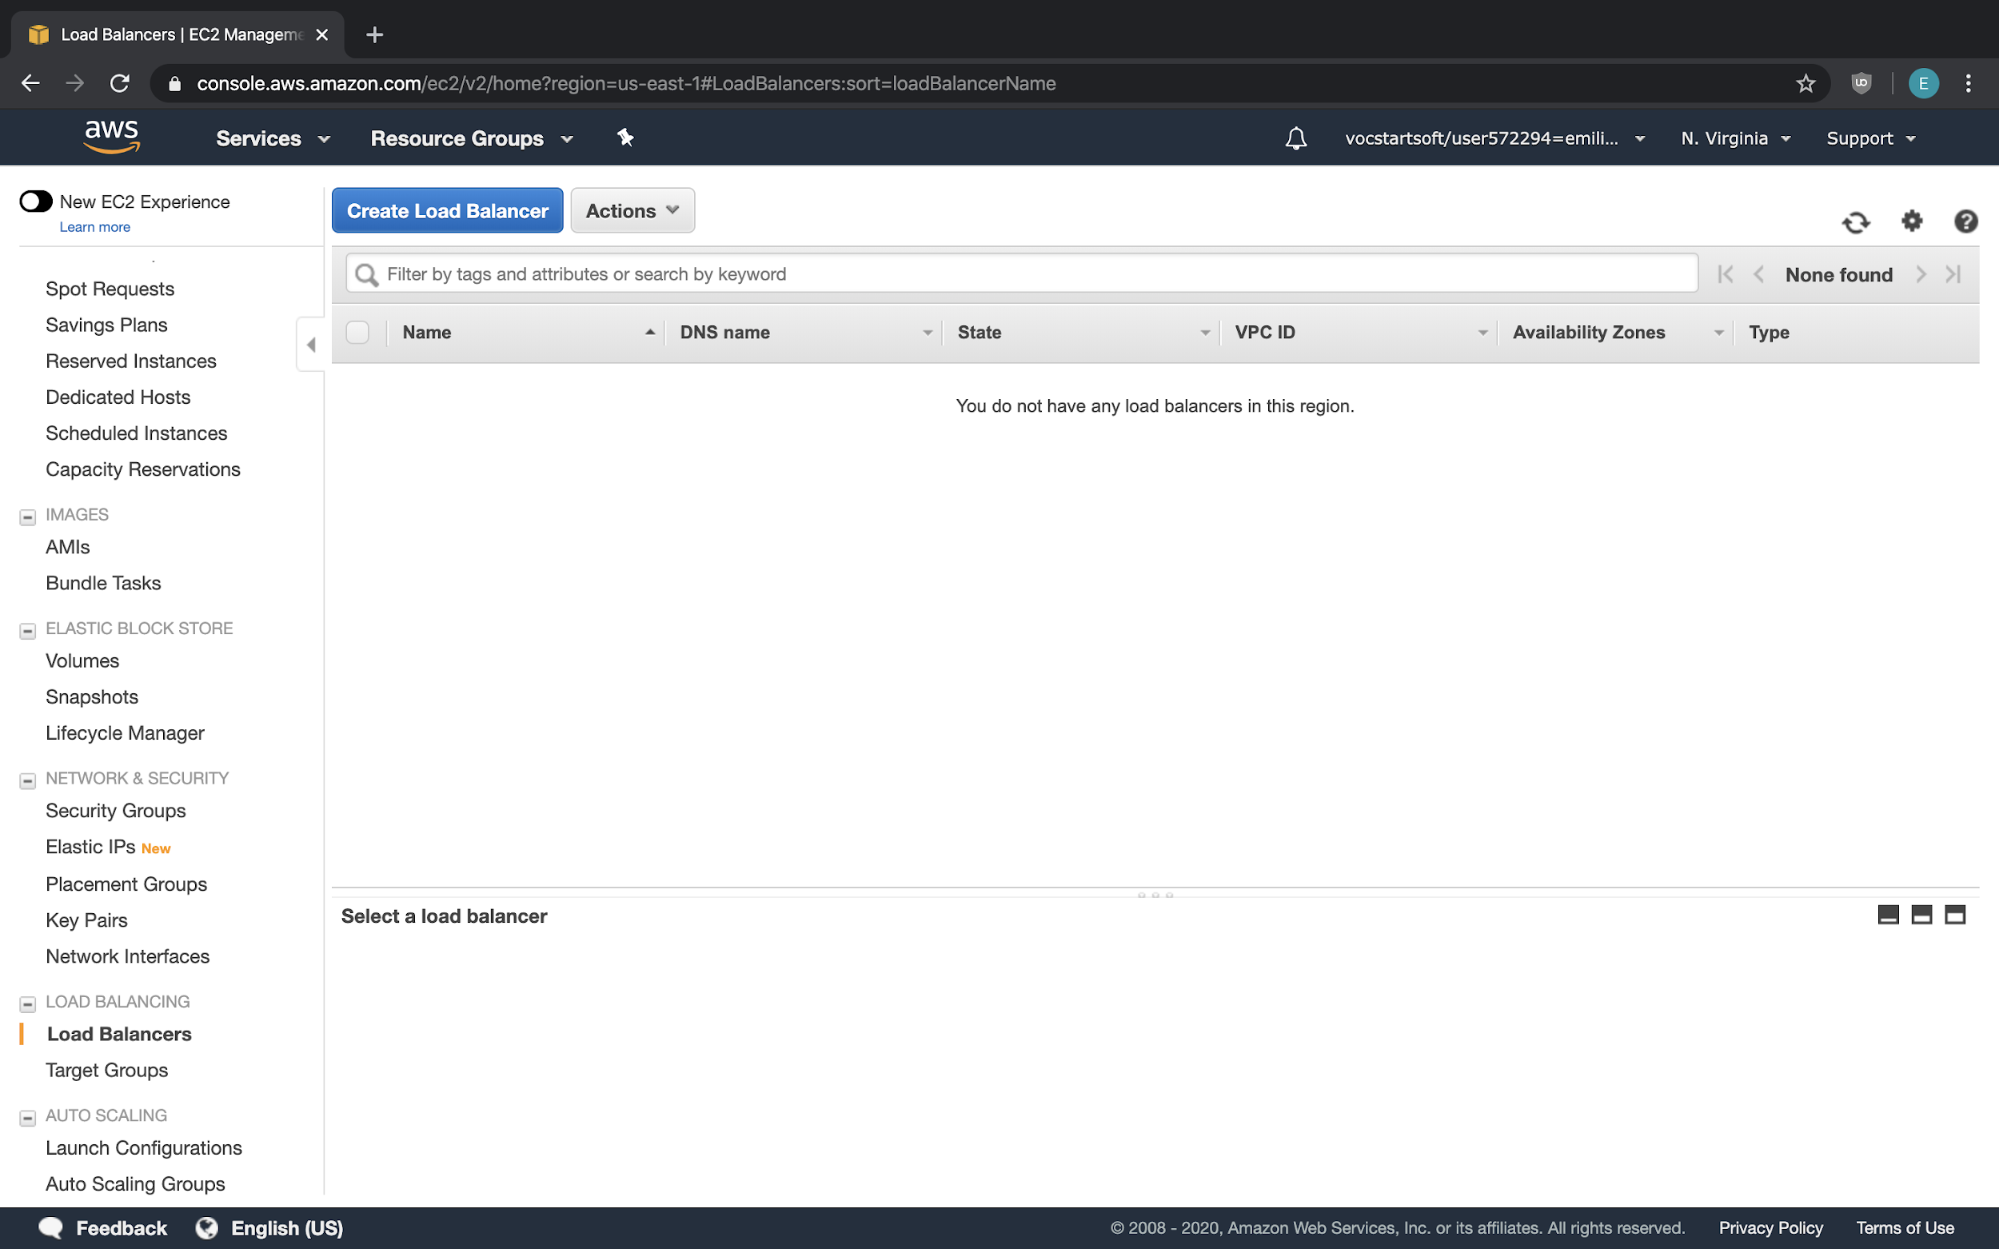 Load Balancers | EC2 Manageme
console.aws.amazon.com/ec2/v2/home?region=us-east-1#LoadBalancers:sort=loadBalancerName
E
aws
Services
Resource Groups
vocstartsoft/user572294=emili...
N. Virginia
Support
New EC2 Experience
Learn more
Create Load Balancer
Actions
Filter by tags and attributes or search by keyword
None found
Name
DNS name
State
VPC ID
Availability Zones
Type
You do not have any load balancers in this region.
Spot Requests
Savings Plans
Reserved Instances
Dedicated Hosts
Scheduled Instances
Capacity Reservations
IMAGES
AMIs
Bundle Tasks
ELASTIC BLOCK STORE
Volumes
Snapshots
Lifecycle Manager
NETWORK & SECURITY
Security Groups
Elastic IPs New
Placement Groups
Key Pairs
Network Interfaces
LOAD BALANCING
Load Balancers
Target Groups
AUTO SCALING
Launch Configurations
Auto Scaling Groups
Select a load balancer
Feedback
English (US)
© 2008 - 2020, Amazon Web Services, Inc. or its affiliates. All rights reserved.
Privacy Policy
Terms of Use